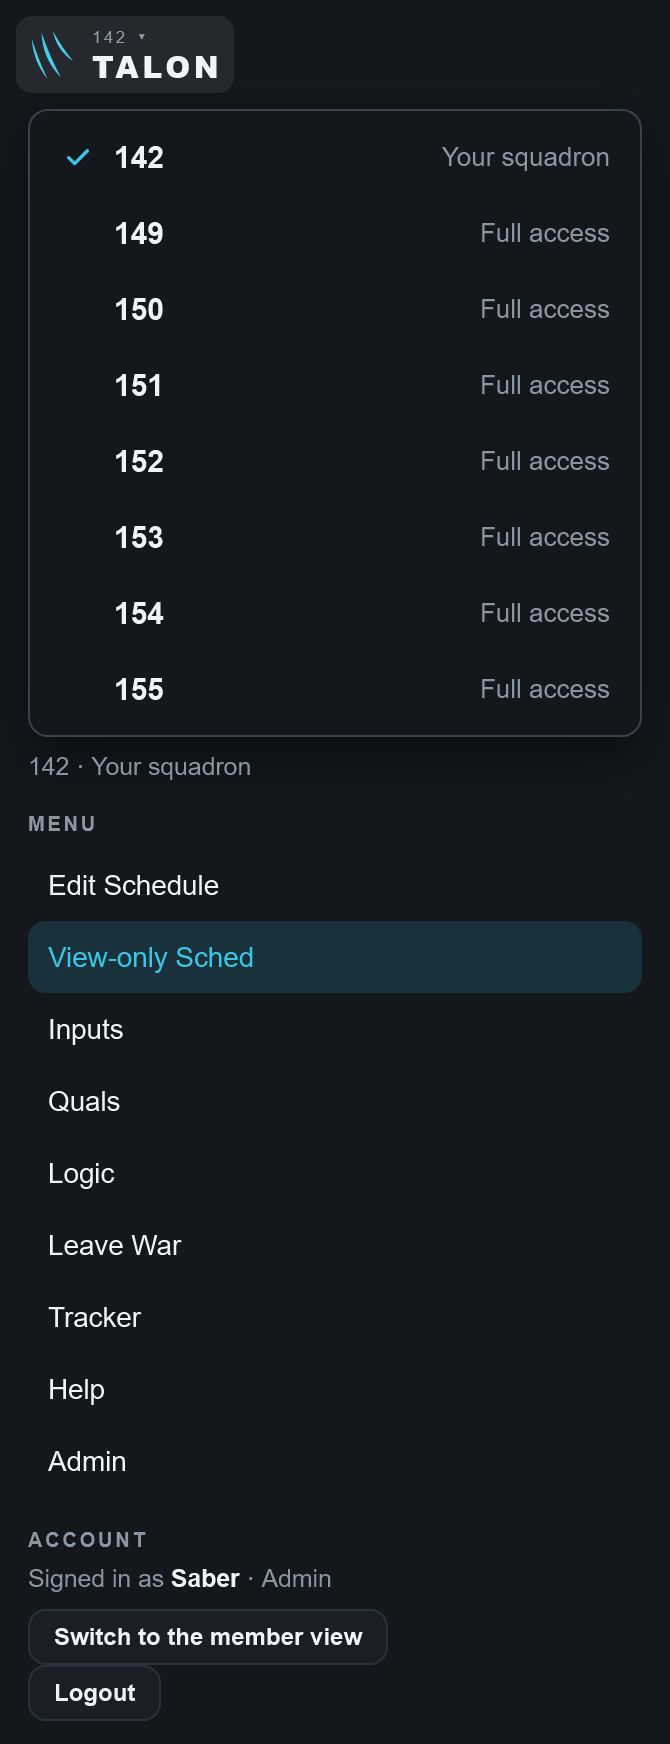 142 ▾
TALON
✓ 142 Your squadron
149 Full access
150 Full access
151 Full access
152 Full access
153 Full access
154 Full access
155 Full access
142 · Your squadron
MENU
Edit Schedule
View-only Sched
Inputs
Quals
Logic
Leave War
Tracker
Help
Admin
ACCOUNT
Signed in as Saber · Admin
Switch to the member view
Logout